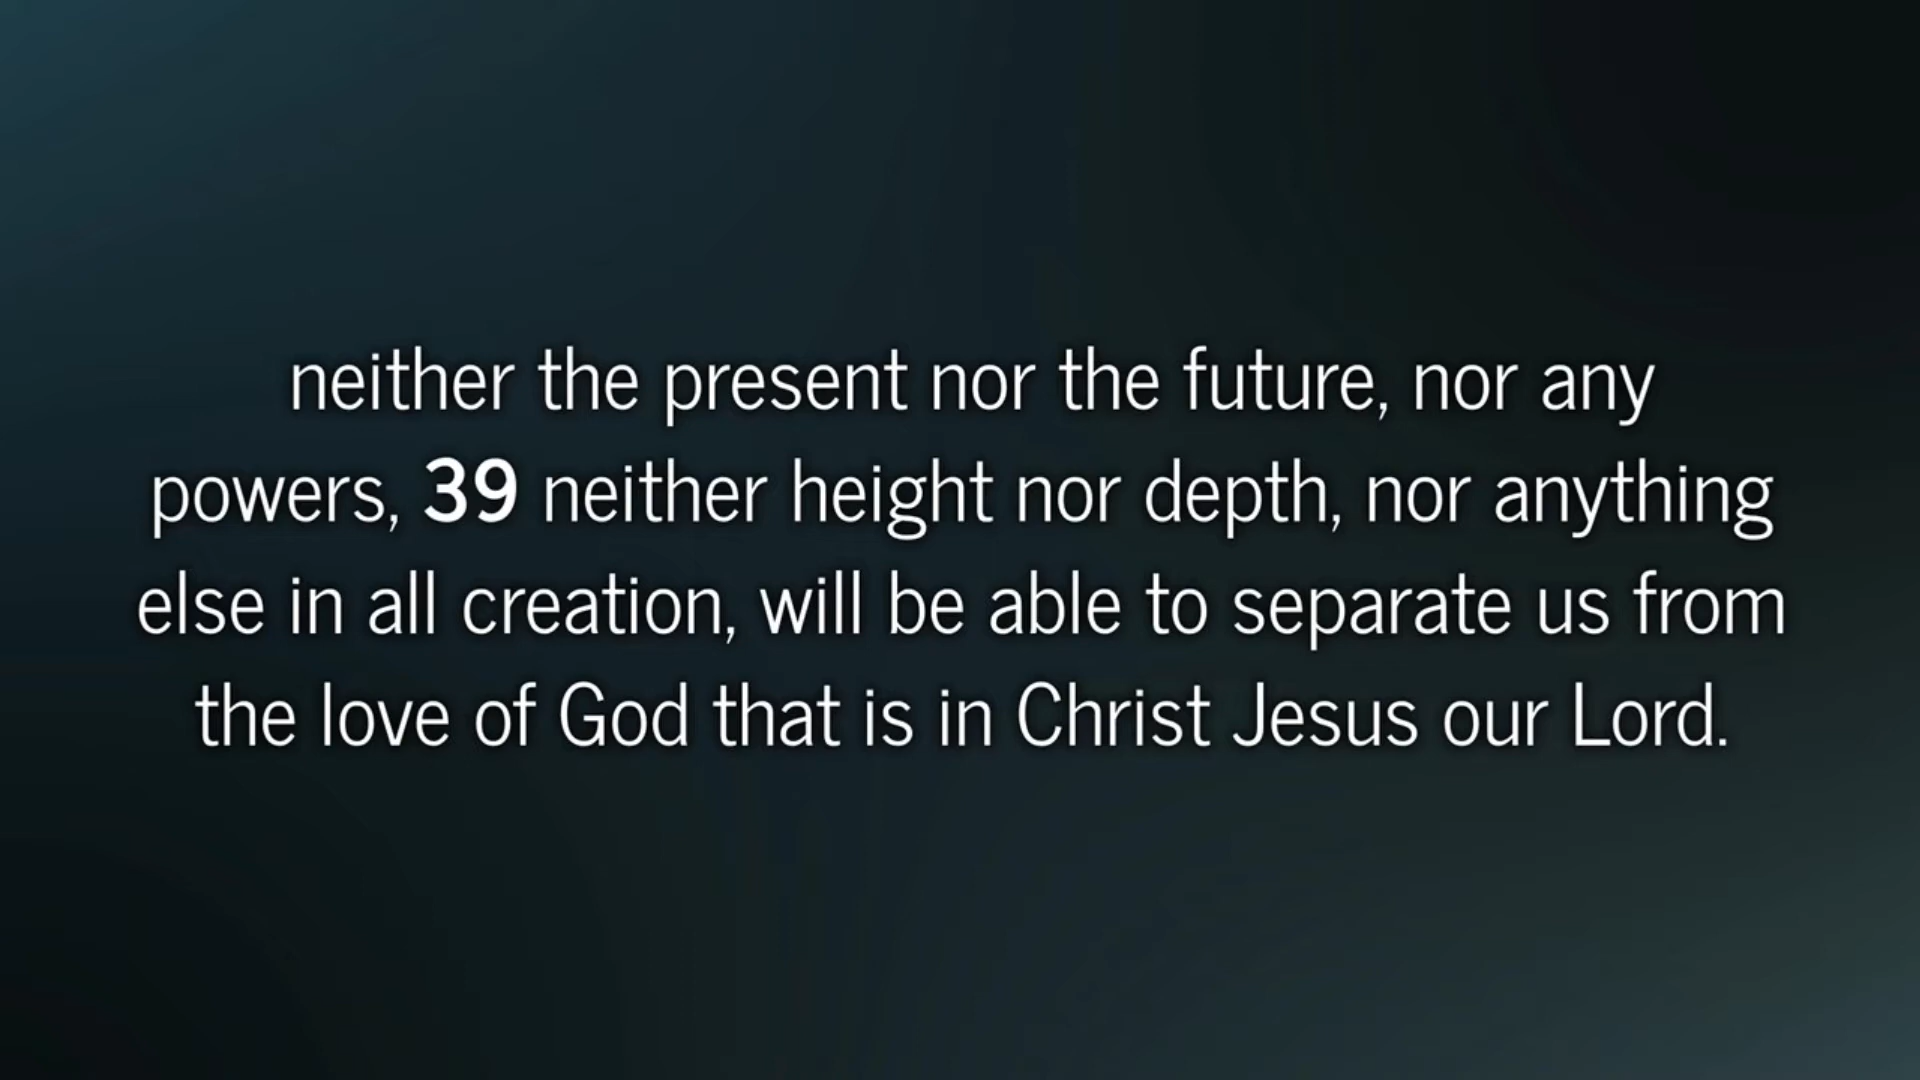 neither the present nor the future, nor any
powers, 39 neither height nor depth, nor anything
else in all creation, will be able to separate us from
the love of God that is in Christ Jesus our Lord.